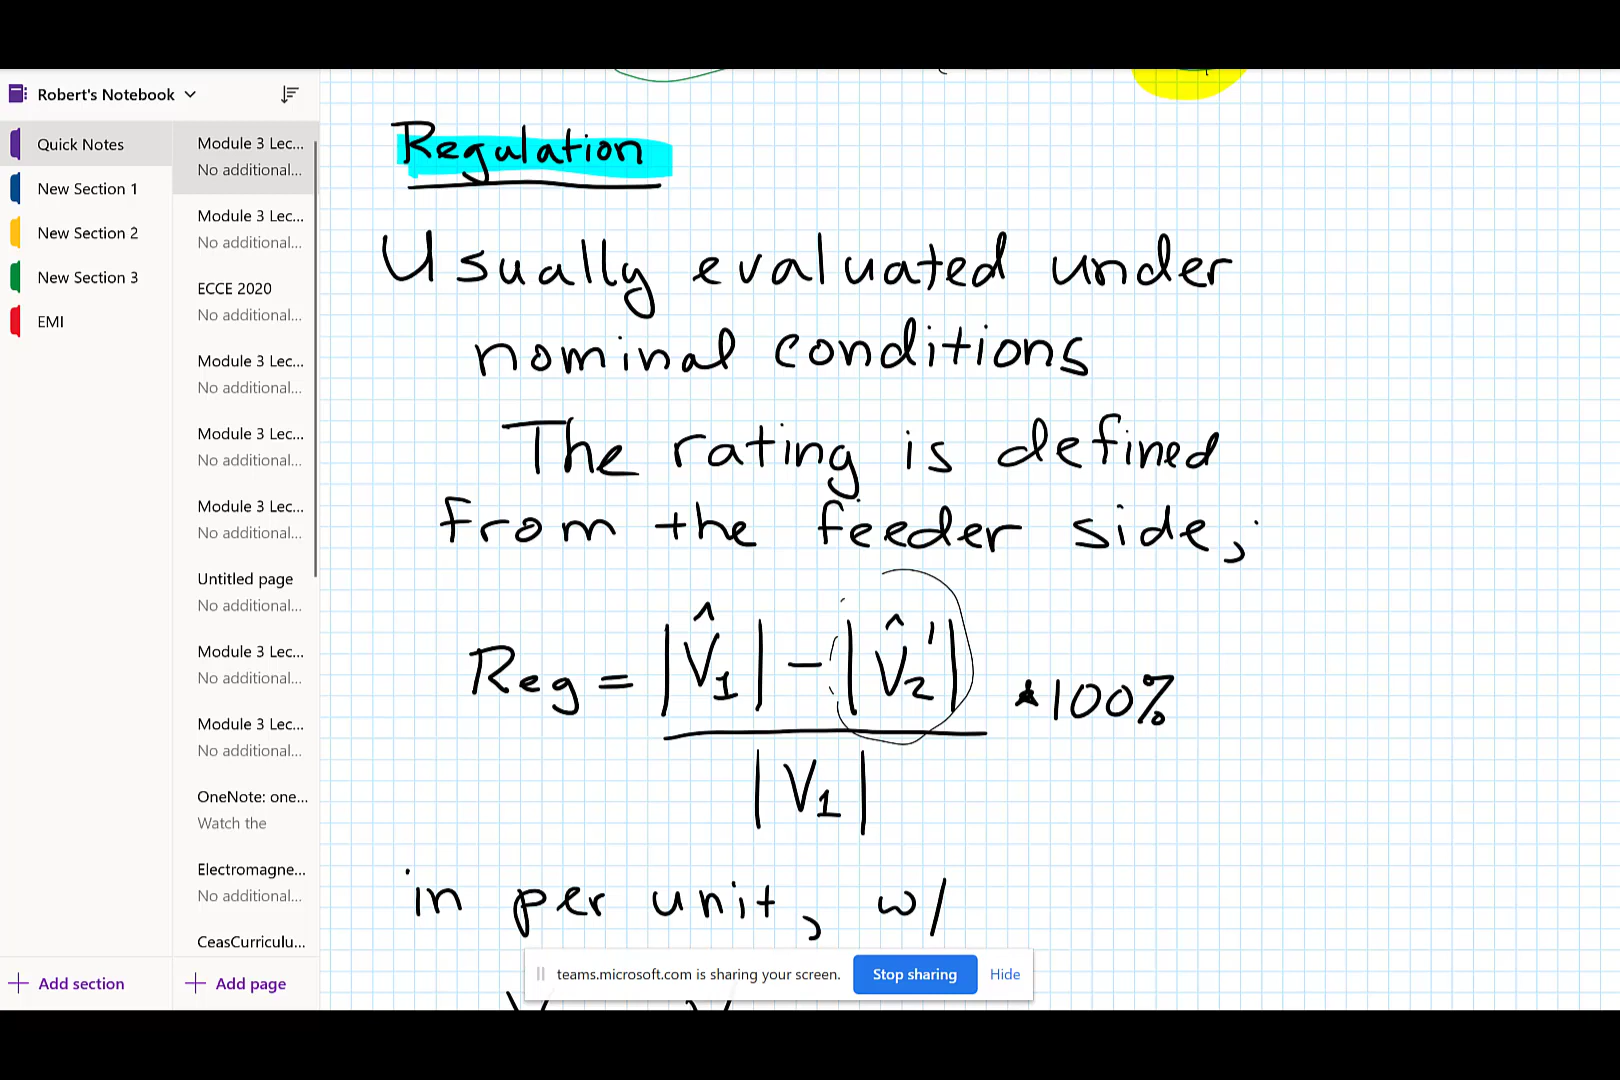 Robert's Notebook
Quick Notes
New Section 1
New Section 2
New Section 3
EMI
Add section
Module 3 Lec...
No additional...
Module 3 Lec...
No additional...
ECCE 2020
No additional...
Module 3 Lec...
No additional...
Module 3 Lec...
No additional...
Module 3 Lec...
No additional...
Untitled page
No additional...
Module 3 Lec...
No additional...
Module 3 Lec...
No additional...
OneNote: one...
Watch the
Electromagne...
No additional...
CeasCurriculu...
Add page
Regulation
Usually evaluated under
nominal conditions
The rating is defined
from the feeder side;
Reg = |V̂1| - |V̂2'| * 100%
|V1|
in per unit, w/
teams.microsoft.com is sharing your screen. Stop sharing Hide